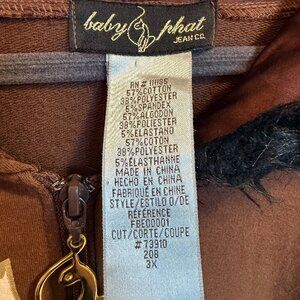 baby phat
JEAN CO.
RN# 111185
57%COTTON
38%POLYESTER
5%SPANDEX
57%ALGODON
38%POLIESTER
5%ELASTANO
57%COTON
38%POLYESTER
5%ELASTHANNE
MADE IN CHINA
HECHO EN CHINA
FABRIQUÉ EN CHINE
STYLE/ESTILO O/DE
RÉFÉRENCE
FBE00001
CUT/CORTE/COUPE
#73910
208
3X